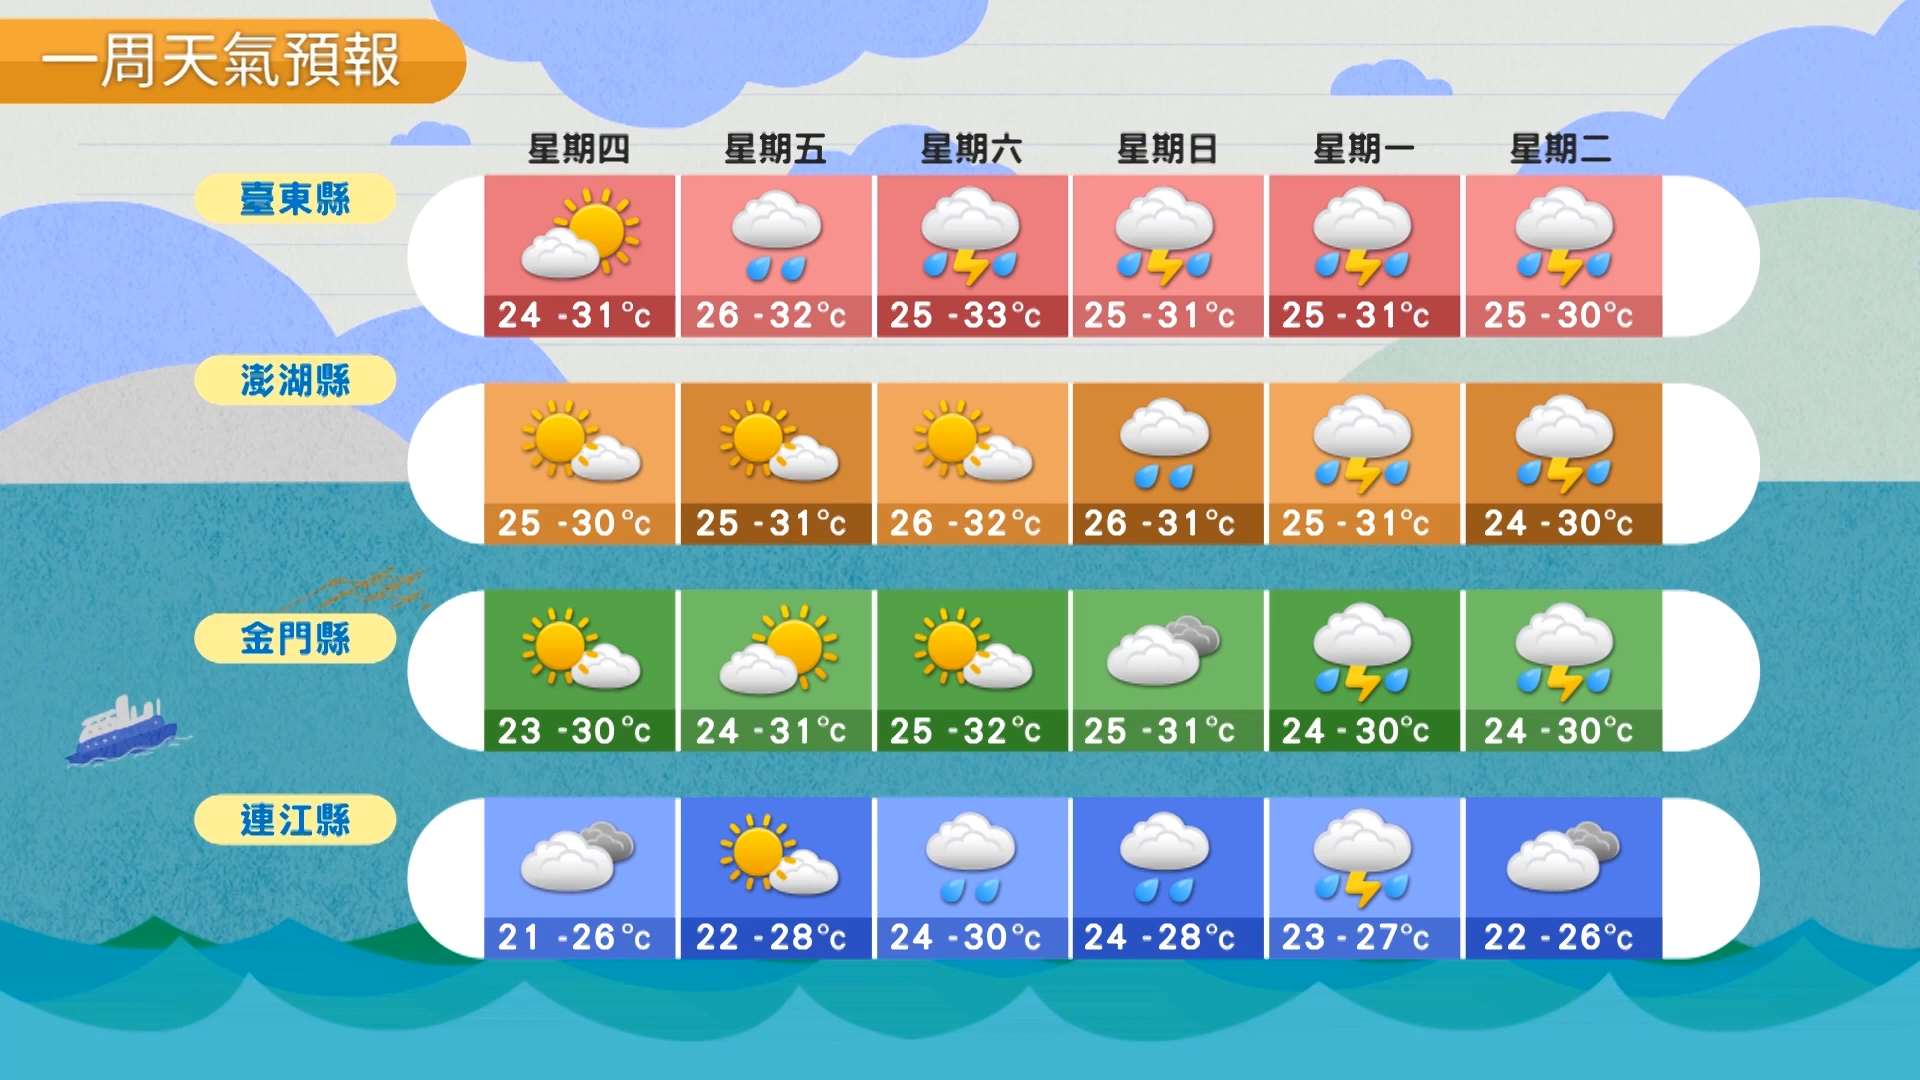 一周天氣預報
星期四 星期五 星期六 星期日 星期一 星期二
臺東縣
24 -31°C 26 -32°C 25 -33°C 25 -31°C 25 -31°C 25 -30°C
澎湖縣
25 -30°C 25 -31°C 26 -32°C 26 -31°C 25 -31°C 24 -30°C
金門縣
23 -30°C 24 -31°C 25 -32°C 25 -31°C 24 -30°C 24 -30°C
連江縣
21 -26°C 22 -28°C 24 -30°C 24 -28°C 23 -27°C 22 -26°C